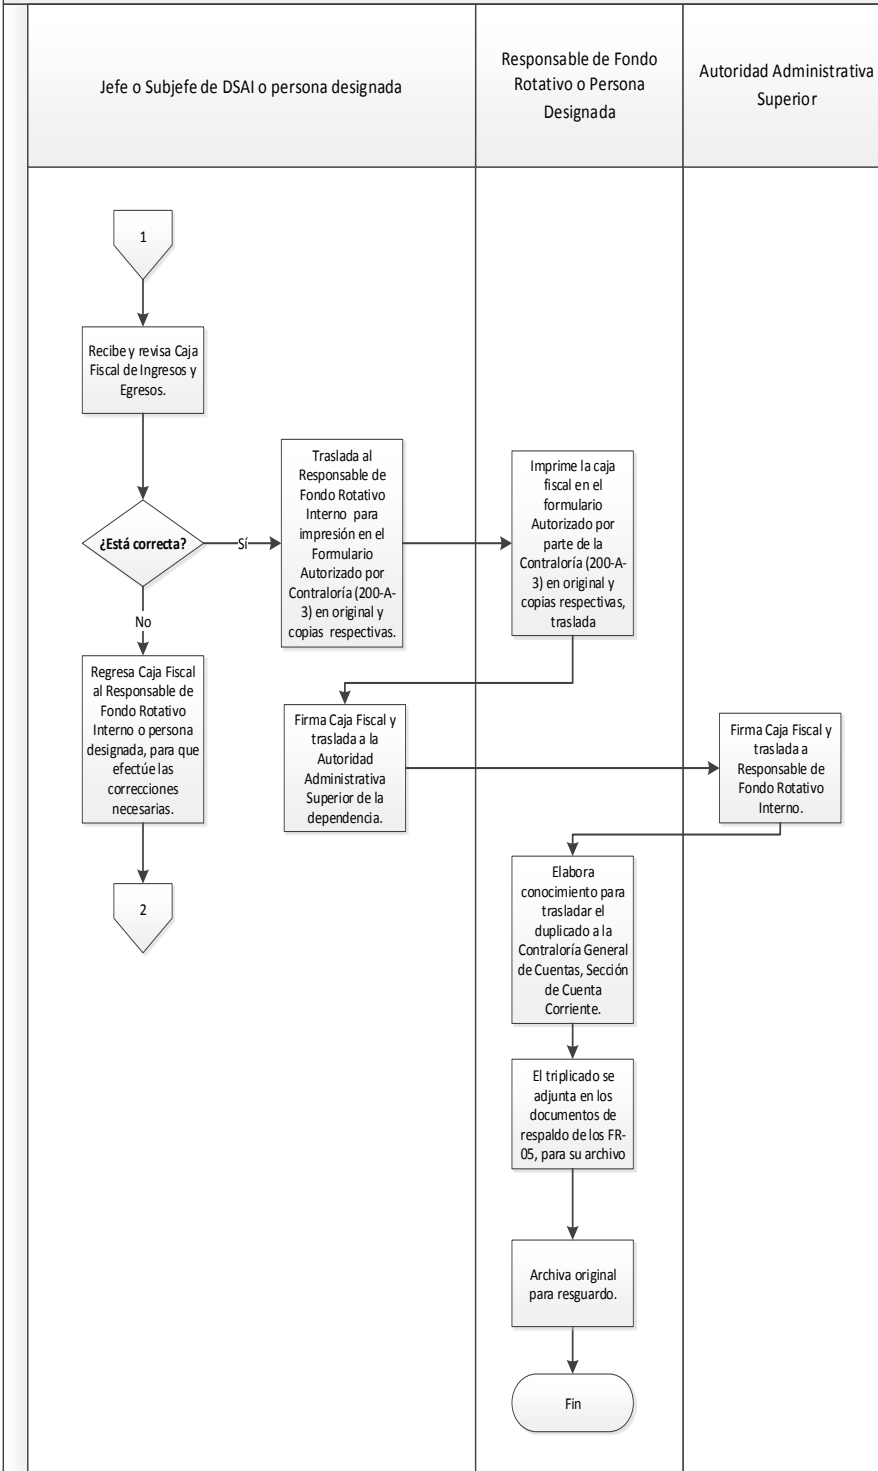 Jefe o Subjefe de DSAI o persona designada
Responsable de Fondo
Rotativo o Persona
Designada
Autoridad Administrativa
Superior
1
Recibe y revisa Caja
Fiscal de Ingresos y
Egresos.
¿Está correcta?
Sí
No
Traslada al
Responsable de
Fondo Rotativo
Interno para
impresión en el
Formulario
Autorizado por
Contraloría (200-A-
3) en original y
copias respectivas.
Imprime la caja
fiscal en el
formulario
Autorizado por
parte de la
Contraloría (200-A-
3) en original y
copias respectivas,
traslada
Regresa Caja Fiscal
al Responsable de
Fondo Rotativo
Interno o persona
designada, para que
efectúe las
correcciones
necesarias.
2
Firma Caja Fiscal y
traslada a la
Autoridad
Administrativa
Superior de la
dependencia.
Firma Caja Fiscal y
traslada a
Responsable de
Fondo Rotativo
Interno.
Elabora
conocimiento para
trasladar el
duplicado a la
Contraloría General
de Cuentas, Sección
de Cuenta
Corriente.
El triplicado se
adjunta en los
documentos de
respaldo de los FR-
05, para su archivo
Archiva original
para resguardo.
Fin